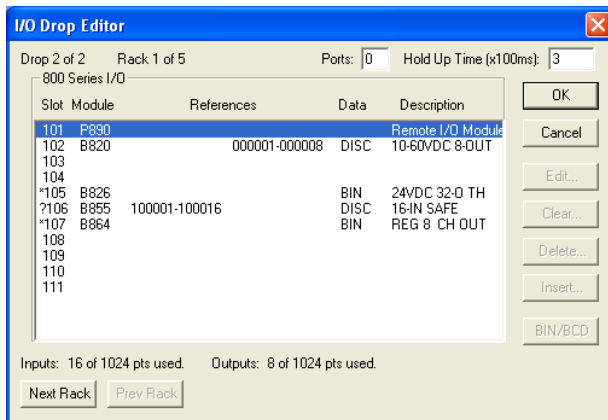 I/O Drop Editor
Drop 2 of 2 Rack 1 of 5 Ports: 0 Hold Up Time (x100ms): 3
800 Series I/O
Slot Module References Data Description
101 P890 Remote I/O Module
102 B820 000001-000008 DISC 10-60VDC 8-OUT
103
104
*105 B826 BIN 24VDC 32-O TH
?106 B855 100001-100016 DISC 16-IN SAFE
*107 B864 BIN REG 8 CH OUT
108
109
110
111
OK
Cancel
Edit...
Clear...
Delete...
Insert...
BIN/BCD
Inputs: 16 of 1024 pts used. Outputs: 8 of 1024 pts used.
Next Rack Prev Rack